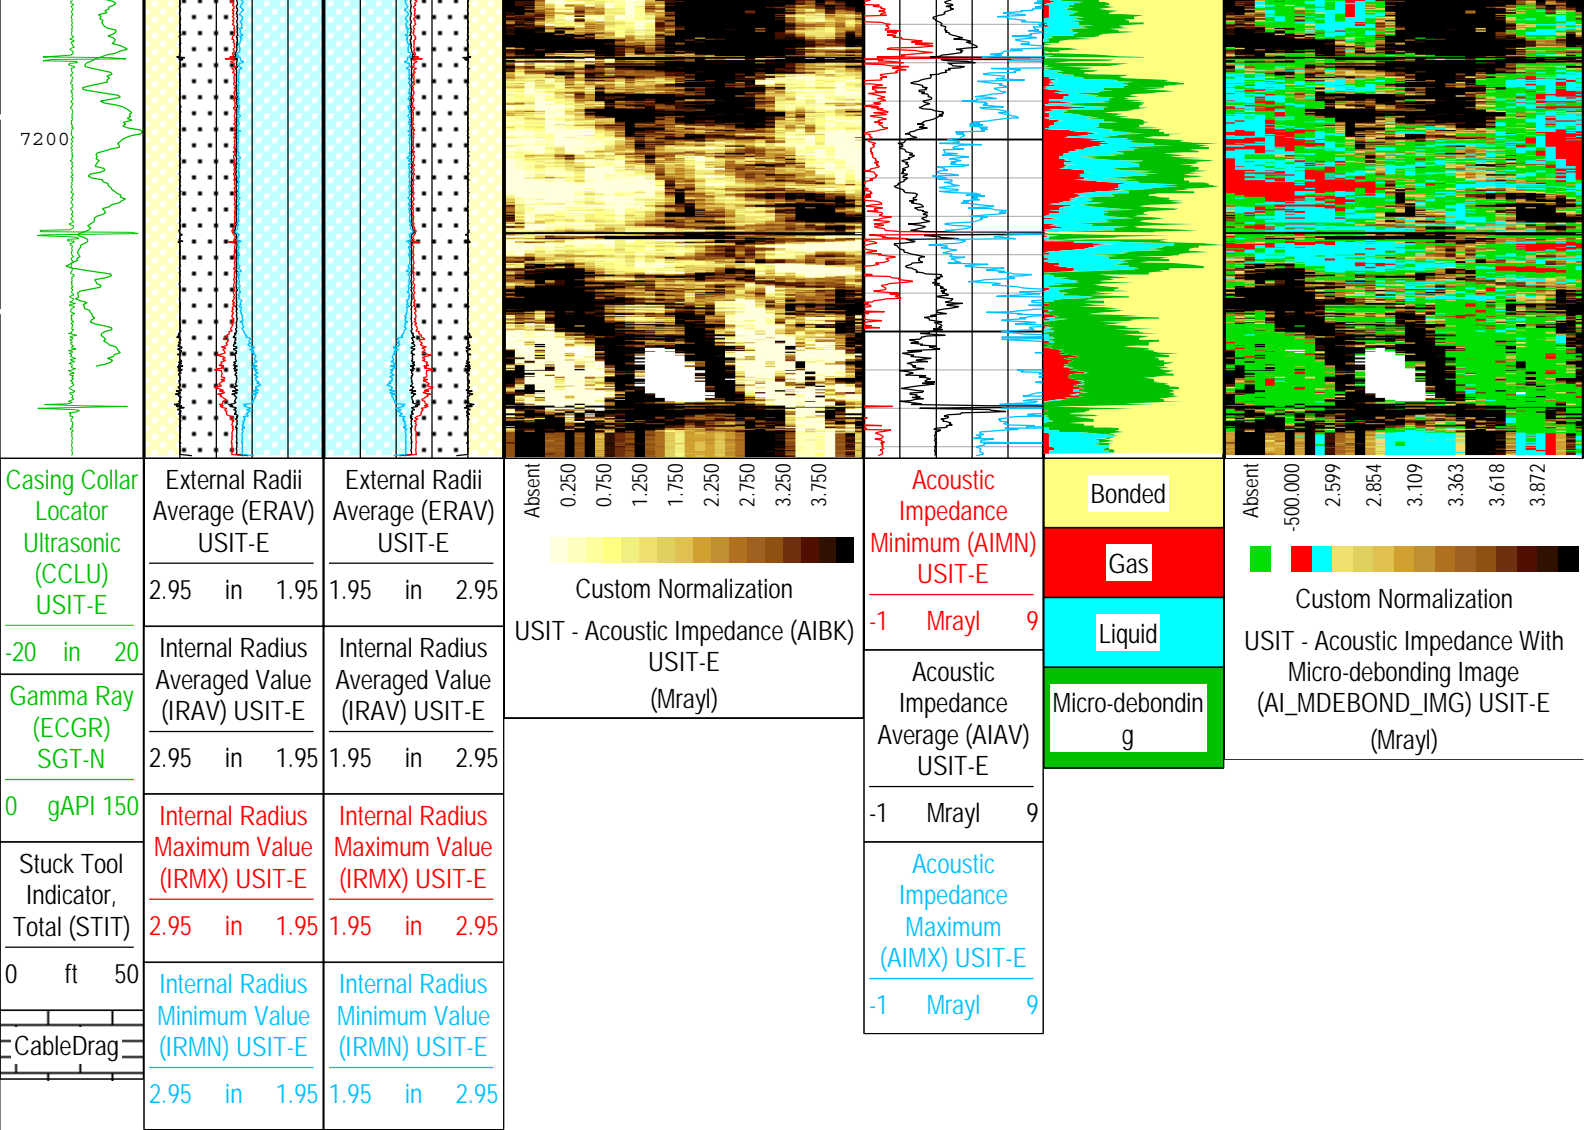 7200
Casing Collar
Locator
Ultrasonic
(CCLU)
USIT-E
-20 in 20
Gamma Ray
(ECGR)
SGT-N
0 gAPI 150
Stuck Tool
Indicator,
Total (STIT)
0 ft 50
CableDrag
External Radii
Average (ERAV)
USIT-E
2.95 in 1.95
Internal Radius
Averaged Value
(IRAV) USIT-E
2.95 in 1.95
Internal Radius
Maximum Value
(IRMX) USIT-E
2.95 in 1.95
Internal Radius
Minimum Value
(IRMN) USIT-E
2.95 in 1.95
External Radii
Average (ERAV)
USIT-E
1.95 in 2.95
Internal Radius
Averaged Value
(IRAV) USIT-E
1.95 in 2.95
Internal Radius
Maximum Value
(IRMX) USIT-E
1.95 in 2.95
Internal Radius
Minimum Value
(IRMN) USIT-E
1.95 in 2.95
Absent
0.250
0.750
1.250
1.750
2.250
2.750
3.250
3.750
Custom Normalization
USIT - Acoustic Impedance (AIBK)
USIT-E
(Mrayl)
Acoustic
Impedance
Minimum (AIMN)
USIT-E
-1 Mrayl 9
Acoustic
Impedance
Average (AIAV)
USIT-E
-1 Mrayl 9
Acoustic
Impedance
Maximum
(AIMX) USIT-E
-1 Mrayl 9
Bonded
Gas
Liquid
Micro-debondin
g
Absent
-500.000
2.599
2.854
3.109
3.363
3.618
3.872
Custom Normalization
USIT - Acoustic Impedance With
Micro-debonding Image
(AI_MDEBOND_IMG) USIT-E
(Mrayl)